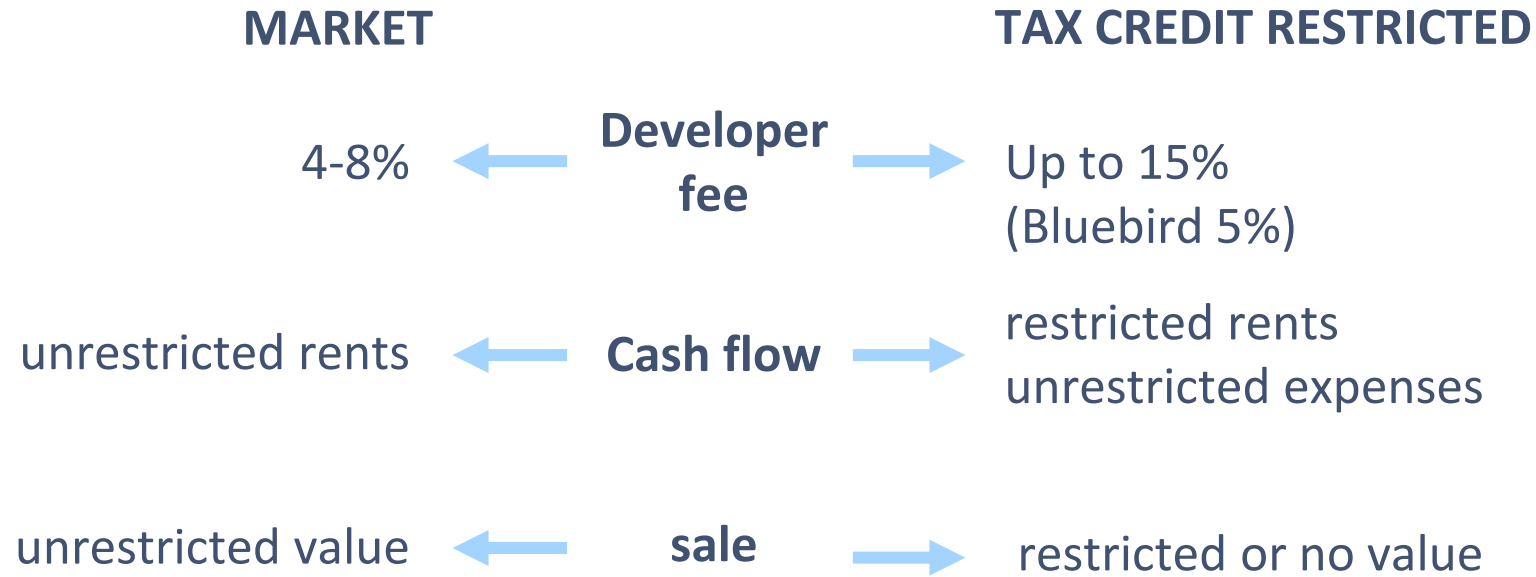 MARKET
TAX CREDIT RESTRICTED
4-8%
Developer
fee
Up to 15%
(Bluebird 5%)
unrestricted rents
Cash flow
restricted rents
unrestricted expenses
unrestricted value
sale
restricted or no value